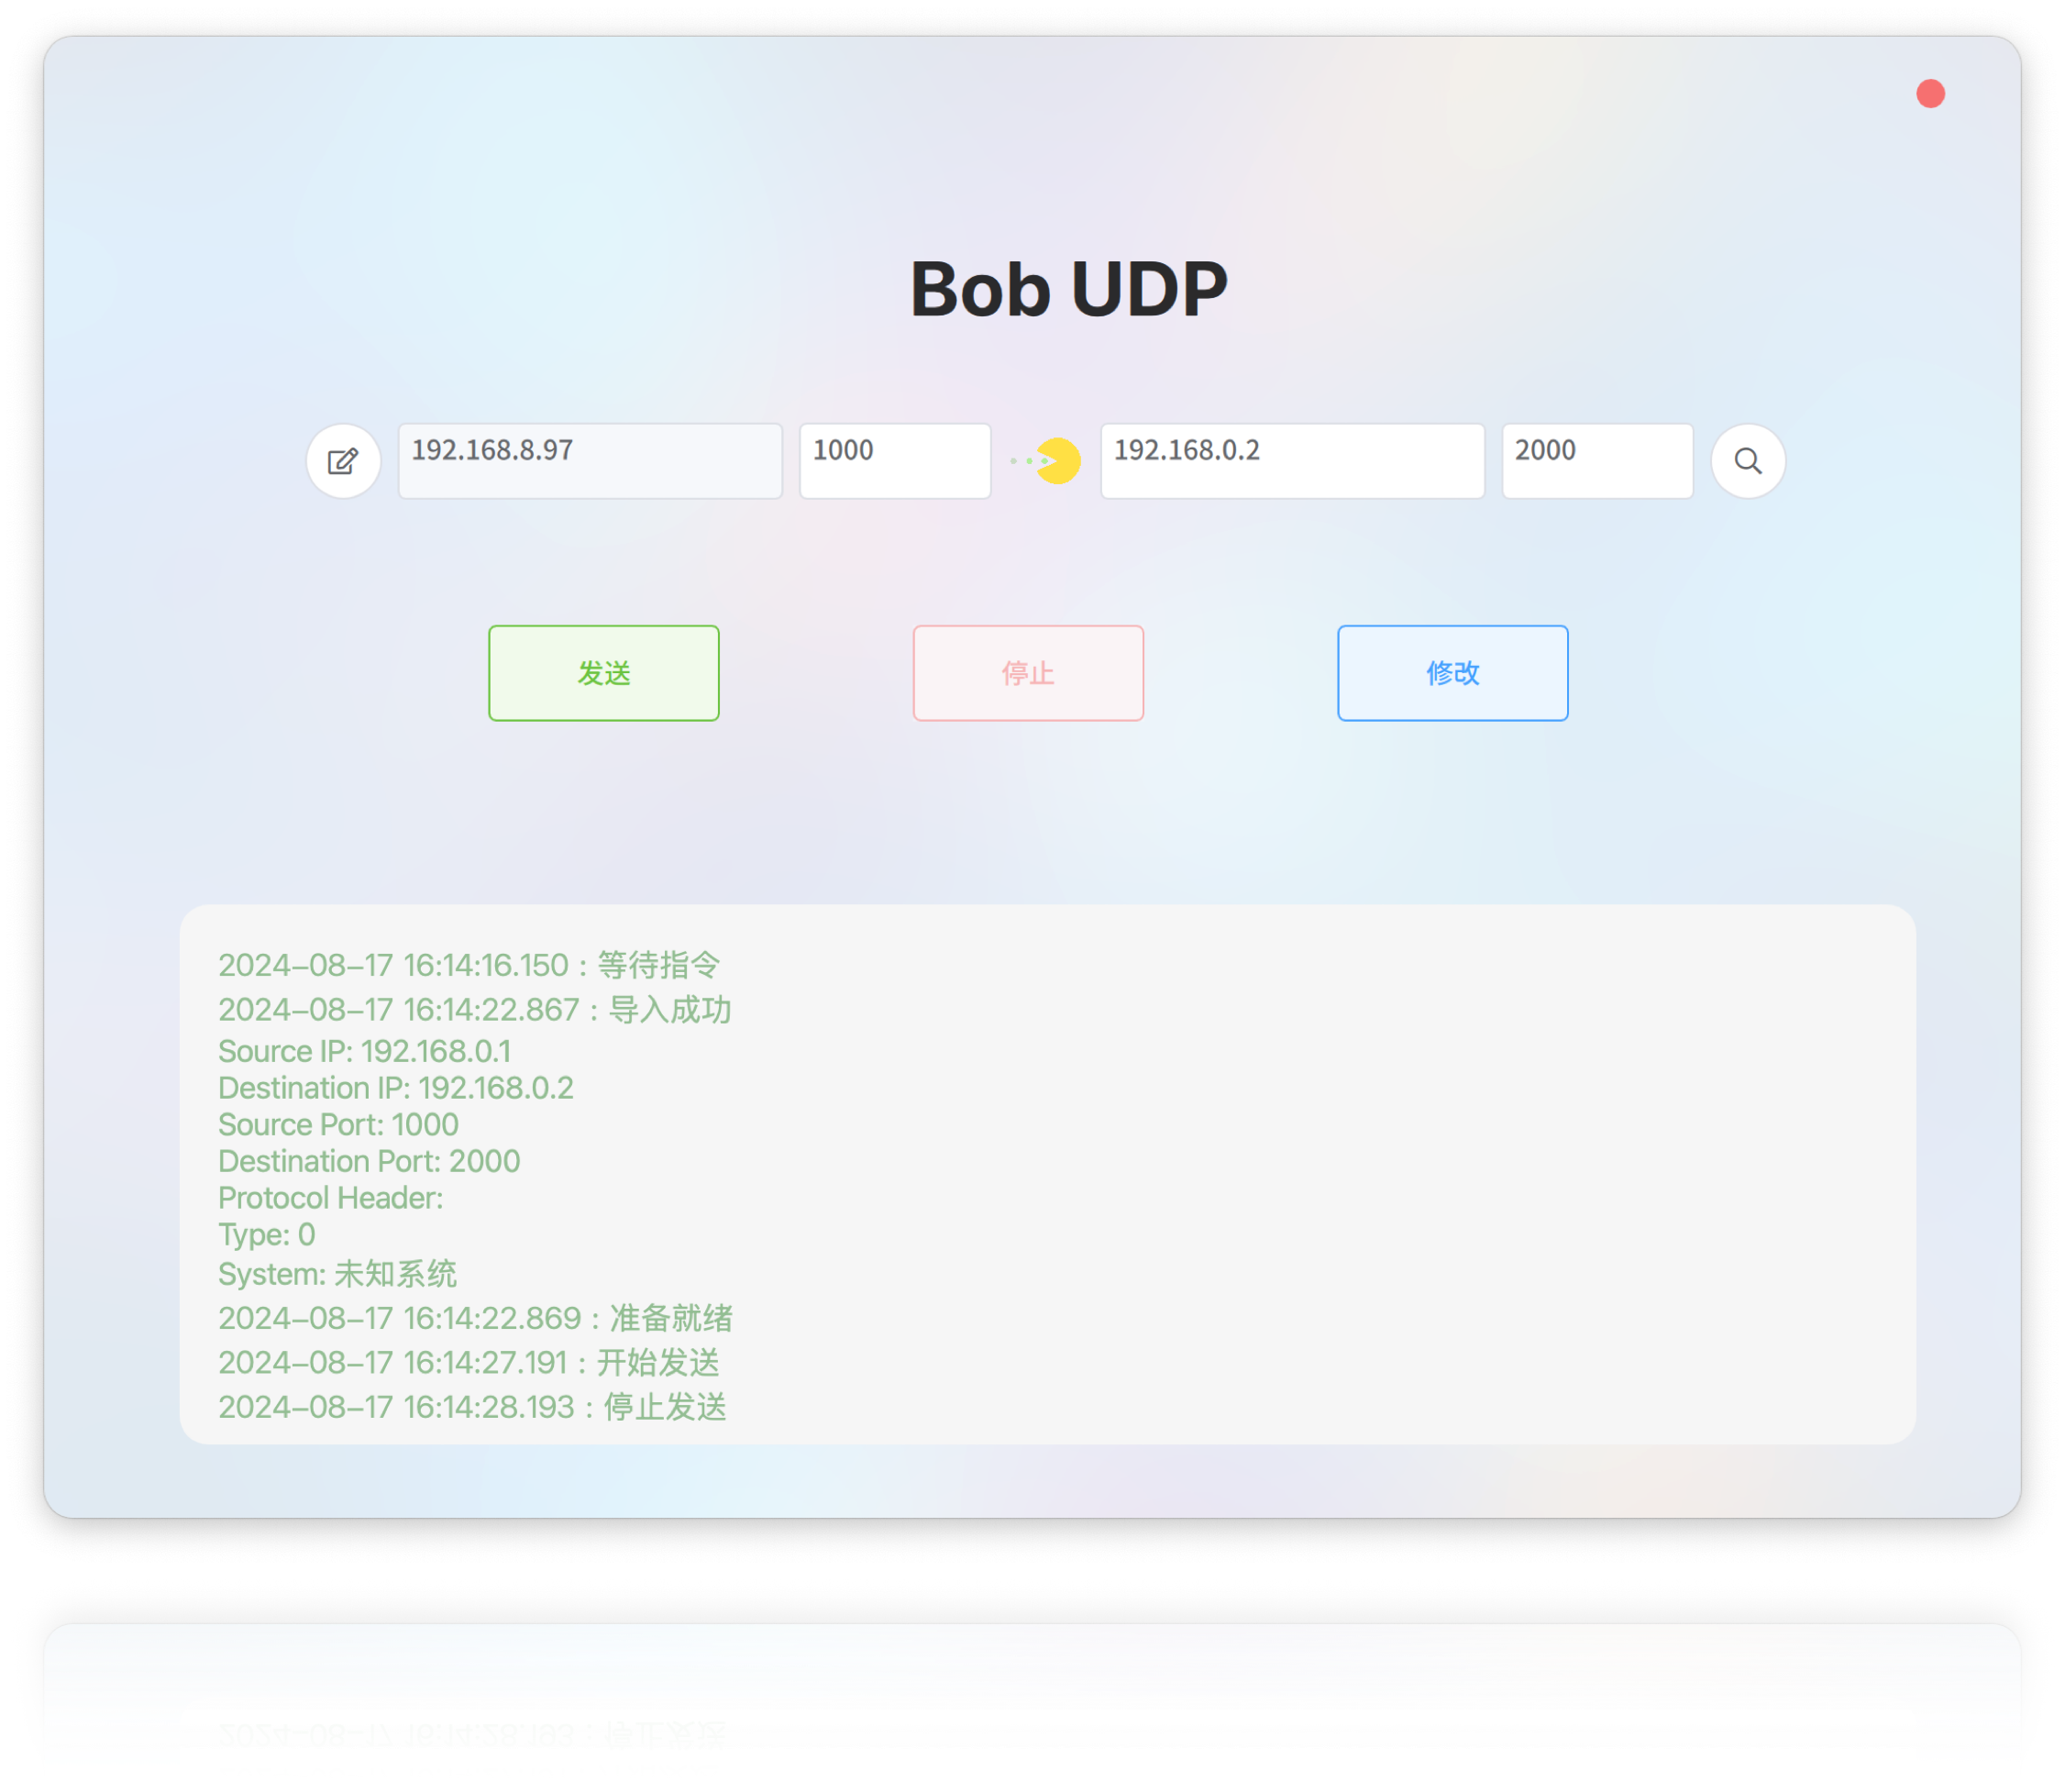 Bob UDP
192.168.8.97 1000 192.168.0.2 2000
发送 停止 修改
2024-08-17 16:14:16.150 : 等待指令
2024-08-17 16:14:22.867 : 导入成功
Source IP: 192.168.0.1
Destination IP: 192.168.0.2
Source Port: 1000
Destination Port: 2000
Protocol Header:
Type: 0
System: 未知系统
2024-08-17 16:14:22.869 : 准备就绪
2024-08-17 16:14:27.191 : 开始发送
2024-08-17 16:14:28.193 : 停止发送